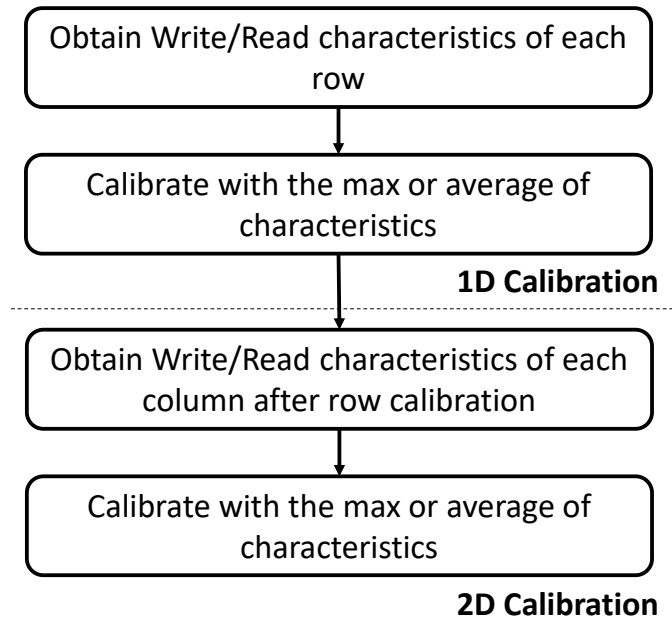 Obtain Write/Read characteristics of each
row
Calibrate with the max or average of
characteristics
1D Calibration
Obtain Write/Read characteristics of each
column after row calibration
Calibrate with the max or average of
characteristics
2D Calibration